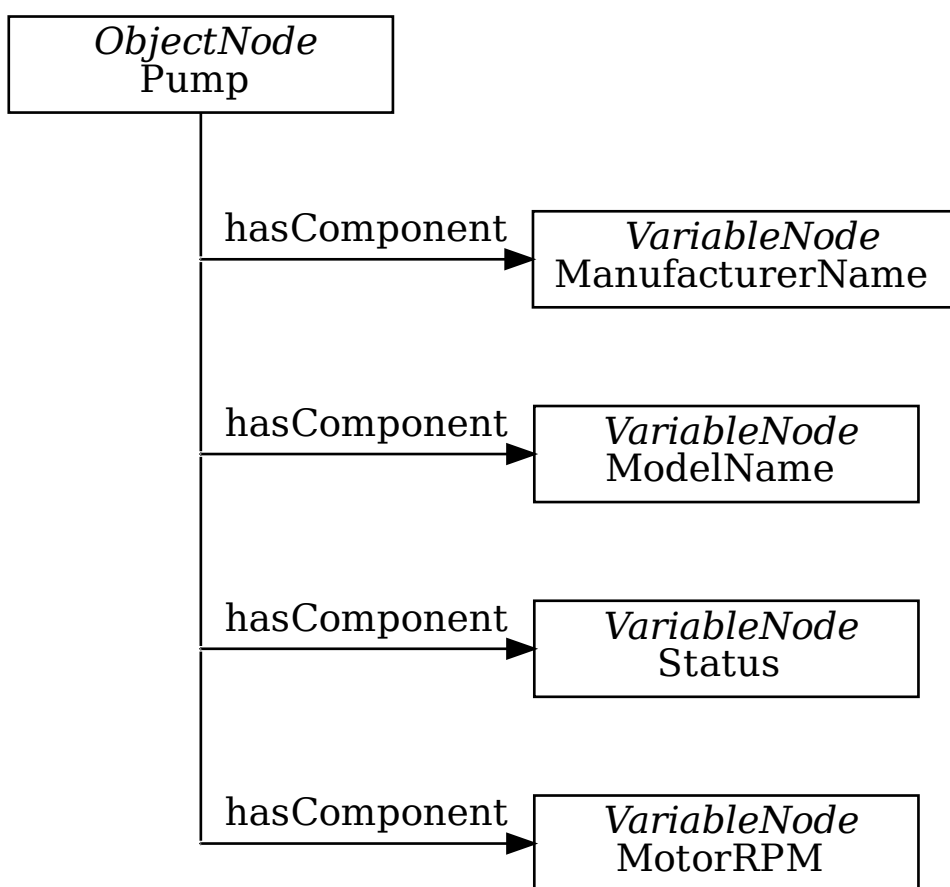 ObjectNode
Pump
hasComponent
VariableNode
ManufacturerName
hasComponent
VariableNode
ModelName
hasComponent
VariableNode
Status
hasComponent
VariableNode
MotorRPM